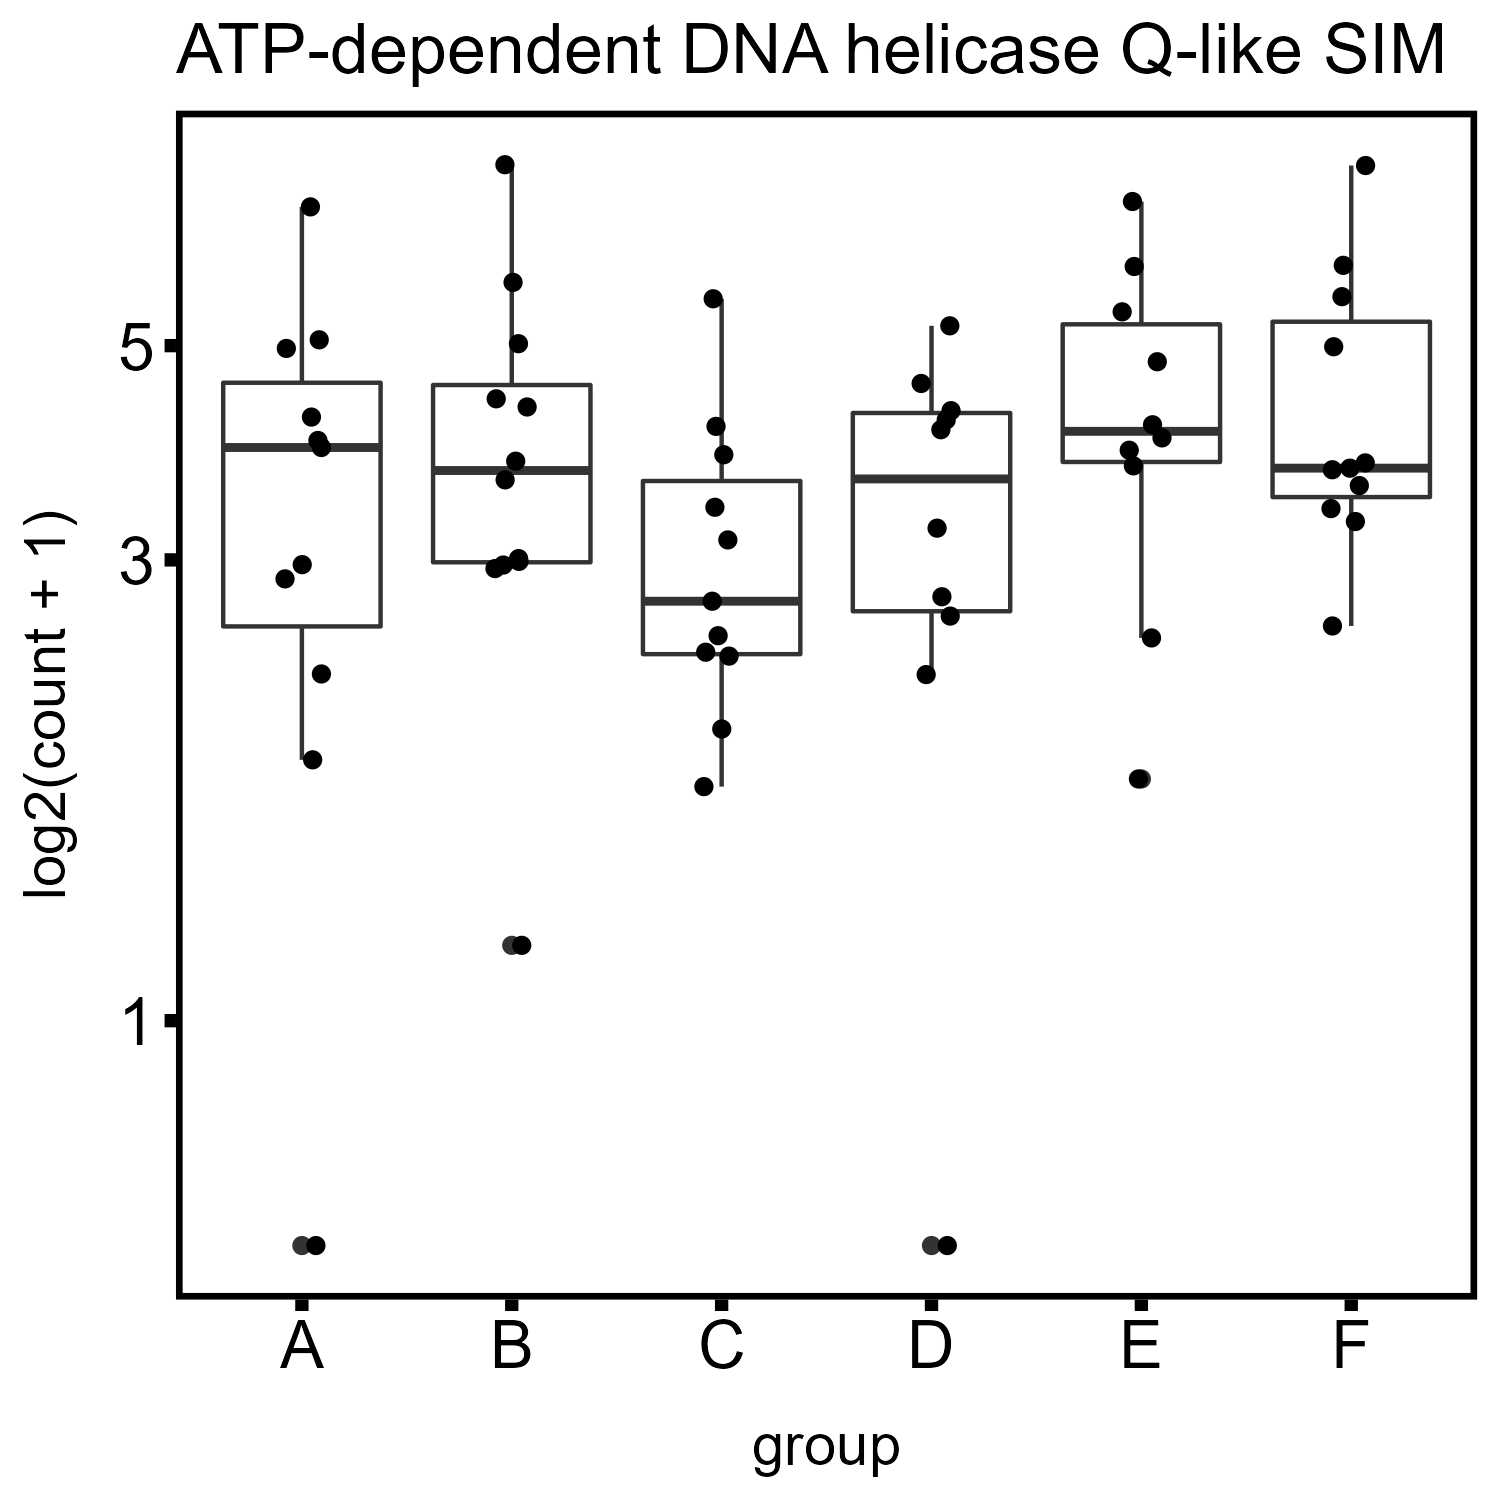 ATP-dependent DNA helicase Q-like SIM
log2(count + 1)
5
3
1
A B C D E F
group